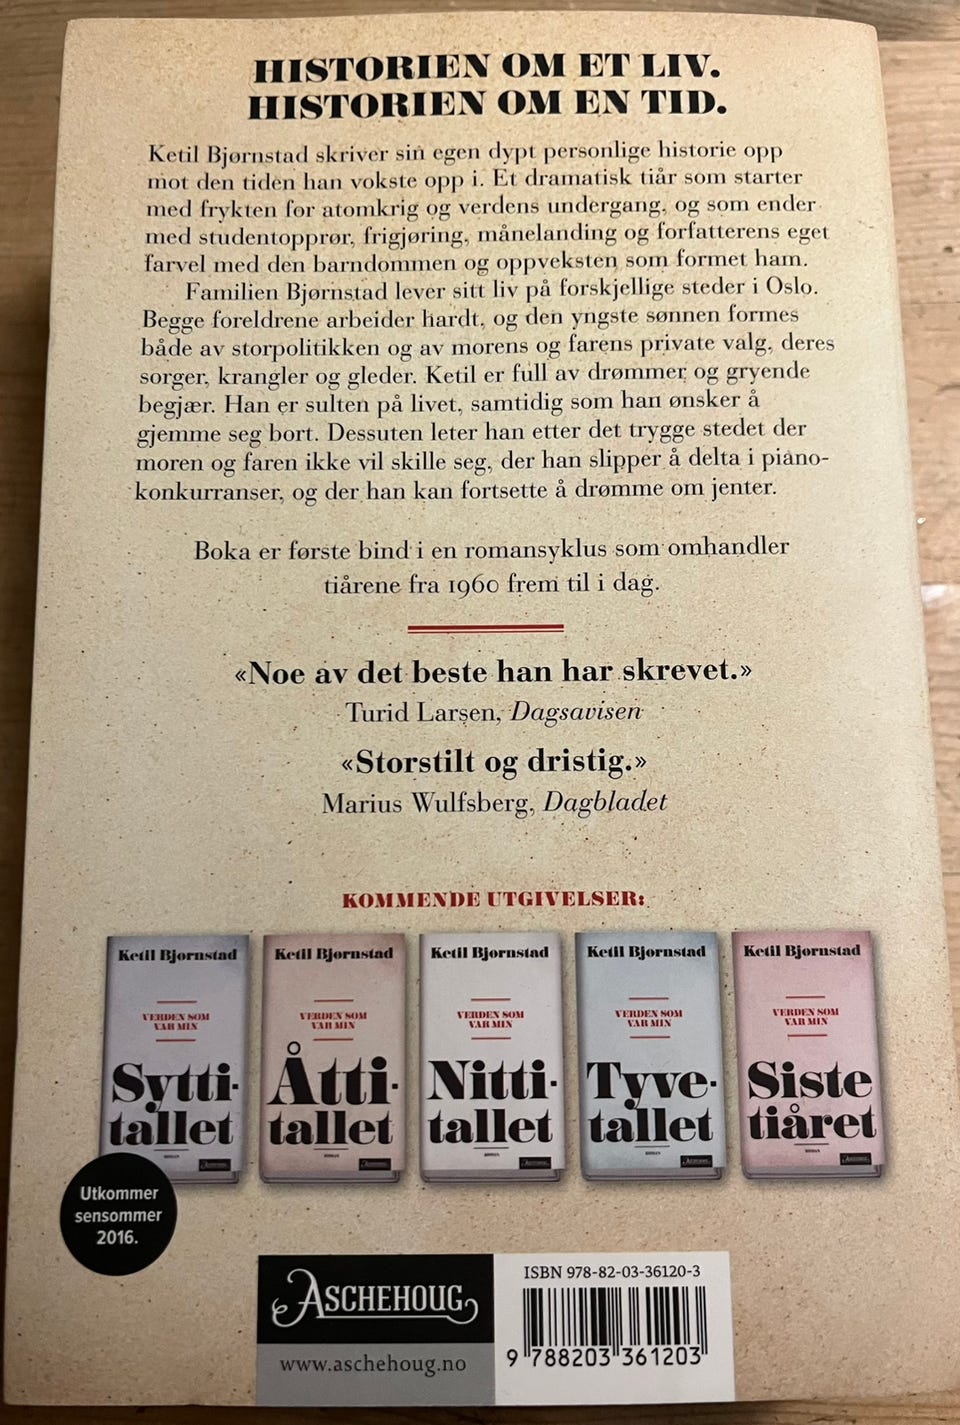 HISTORIEN OM ET LIV.
HISTORIEN OM EN TID.
Ketil Bjørnstad skriver sin egen dypt personlige historie opp
mot den tiden han vokste opp i. Et dramatisk tiår som starter
med frykten for atomkrig og verdens undergang, og som ender
med studentopprør, frigjøring, månelanding og forfatterens eget
farvel med den barndommen og oppveksten som formet ham.
Familien Bjørnstad lever sitt liv på forskjellige steder i Oslo.
Begge foreldrene arbeider hardt, og den yngste sønnen formes
både av storpolitikken og av morens og farens private valg, deres
sorger, krangler og gleder. Ketil er full av drømmer og gryende
begjær. Han er sulten på livet, samtidig som han ønsker å
gjemme seg bort. Dessuten leter han etter det trygge stedet der
moren og faren ikke vil skille seg, der han slipper å delta i piano-
konkurranser, og der han kan fortsette å drømme om jenter.
Boka er første bind i en romansyklus som omhandler
tiårene fra 1960 frem til i dag.
«Noe av det beste han har skrevet.»
Turid Larsen, Dagsavisen
«Storstilt og dristig.»
Marius Wulfsberg, Dagbladet
KOMMENDE UTGIVELSER:
Ketil Bjørnstad
VERDEN SOM
VAR MIN
Sytti-
tallet
ROMAN
ASCHEHOUG
Ketil Bjørnstad
VERDEN SOM
VAR MIN
Åtti-
tallet
ROMAN
ASCHEHOUG
Ketil Bjørnstad
VERDEN SOM
VAR MIN
Nitti-
tallet
ROMAN
ASCHEHOUG
Ketil Bjørnstad
VERDEN SOM
VAR MIN
Tyve-
tallet
ROMAN
ASCHEHOUG
Ketil Bjørnstad
VERDEN SOM
VAR MIN
Siste
tiåret
ROMAN
ASCHEHOUG
Utkommer
sensommer
2016.
ASCHEHOUG
www.aschehoug.no
ISBN 978-82-03-36120-3
9 788203 361203